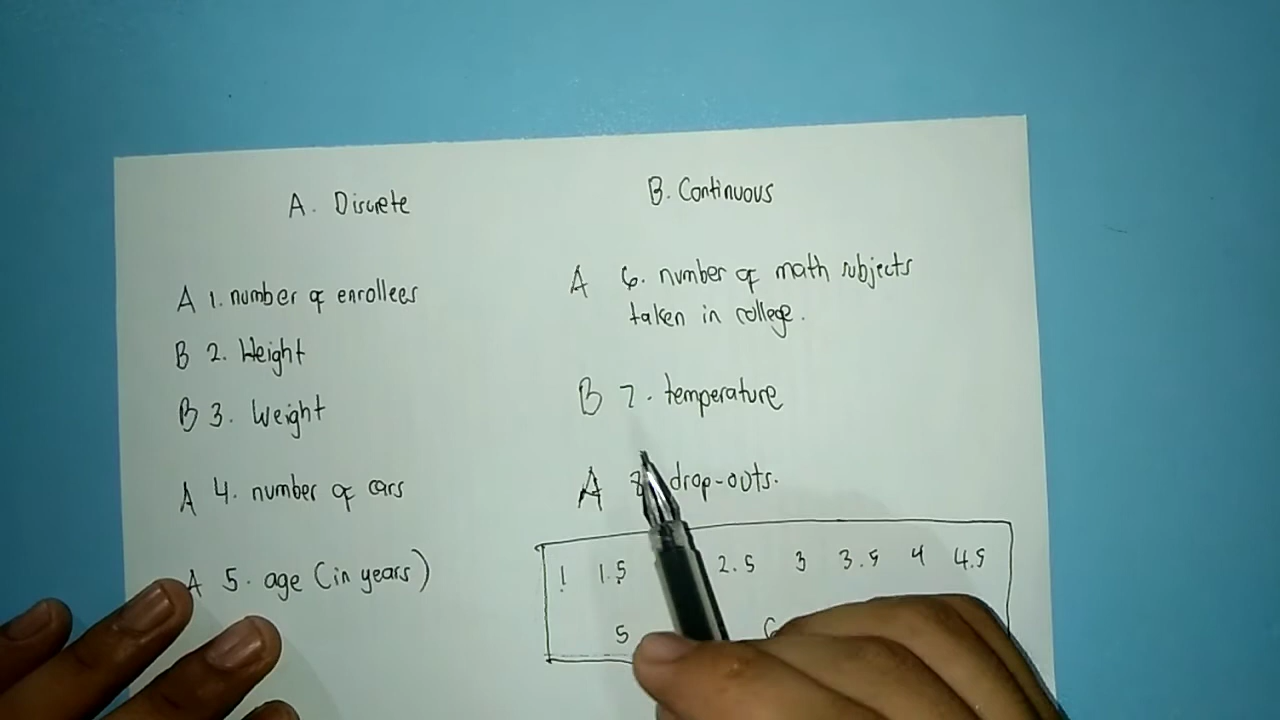 A. Discrete
B. Continuous
A 1. number of enrollees
B 2. Height
B 3. Weight
A 4. number of cars
A 5. age (in years)
A 6. number of math subjects
taken in college.
B 7. temperature
A 8. drop-outs.
1 1.5 2.5 3 3.5 4 4.5
5